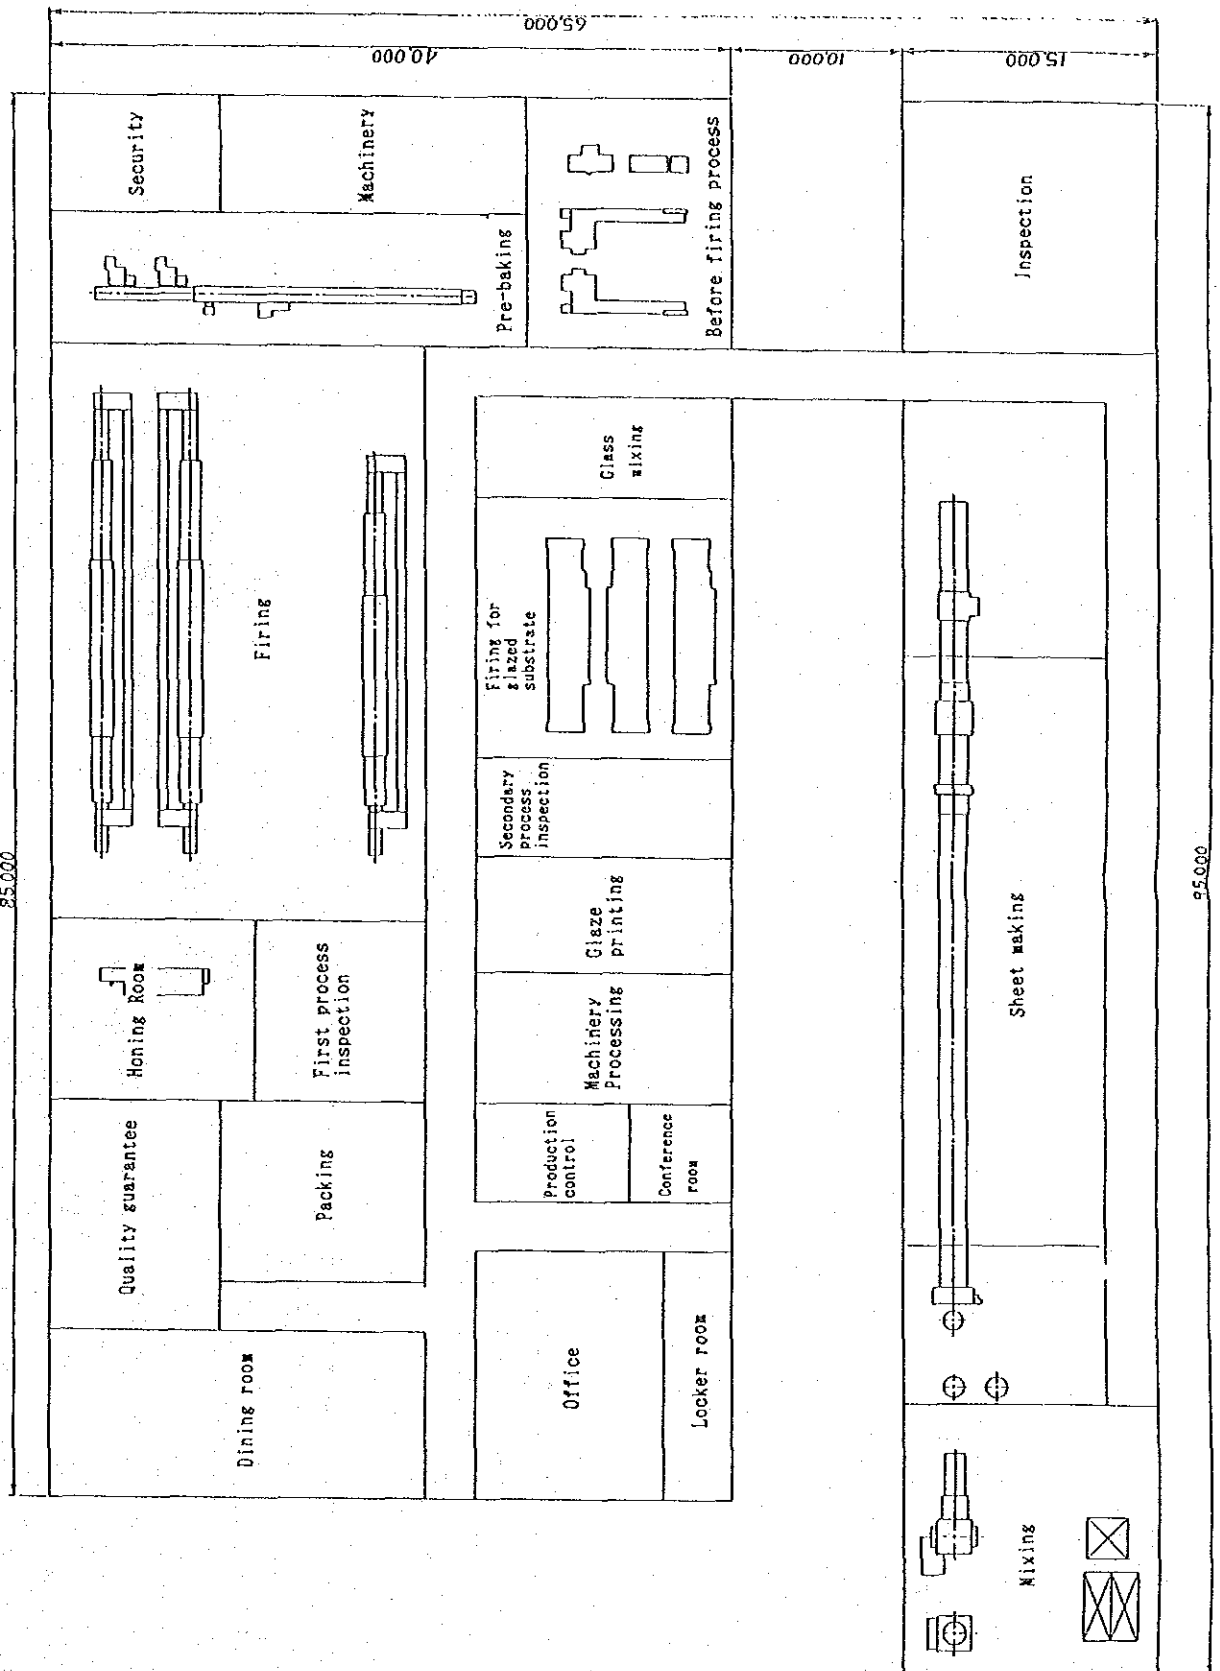 65,000
40,000
10,000
15,000
85,000
95,000
Security
Machinery
Pre-baking
Before firing process
Inspection
Firing
Glass
mixing
Firing for
glazed
substrate
Secondary
process
inspection
Glaze
printing
Machinery
Processing
Production
control
Conference
room
Honing Room
First process
inspection
Quality guarantee
Packing
Dining room
Office
Locker room
Sheet making
Mixing